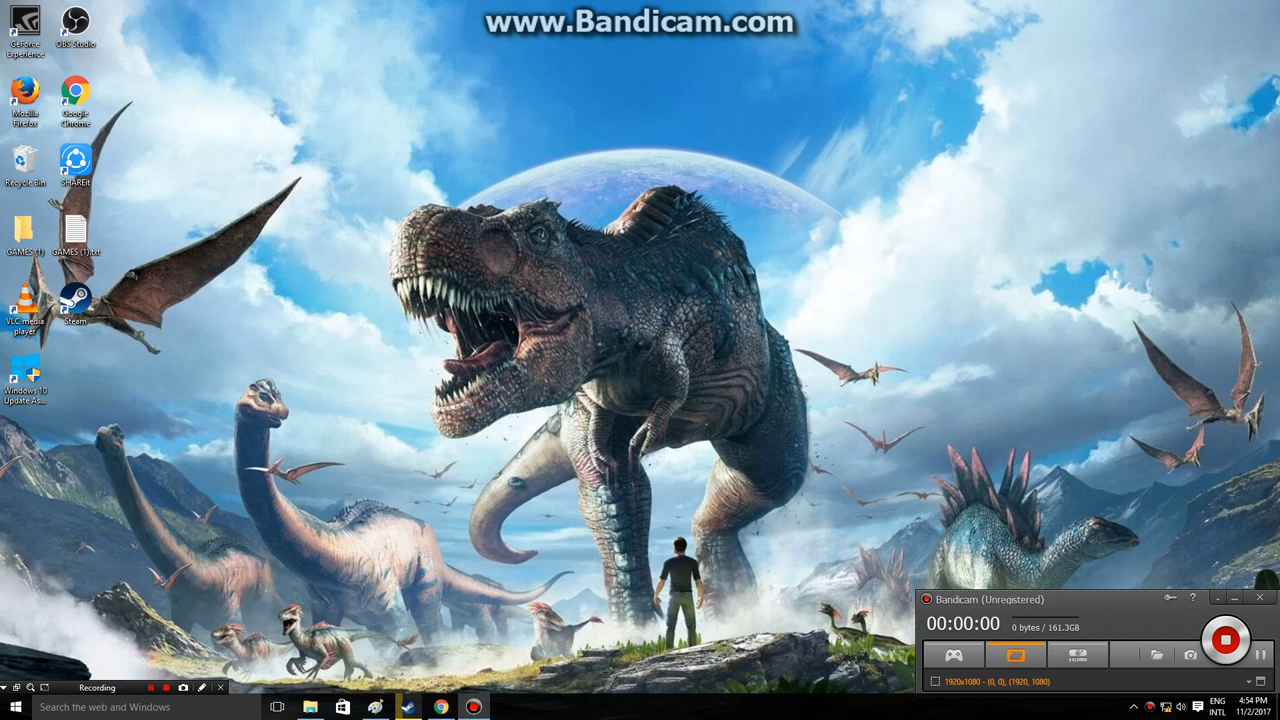 www.Bandicam.com
GeForce
Experience
OBS Studio
Mozilla
Firefox
Google
Chrome
Recycle Bin
SHAREit
GAMES (1)
GAMES (1).txt
VLC media
player
Steam
Windows 10
Update As...
Bandicam (Unregistered)
?
00:00:00
0 bytes / 161.3GB
HDMI
1920x1080 - (0, 0), (1920, 1080)
Recording
Search the web and Windows
ENG
INTL
4:54 PM
11/2/2017